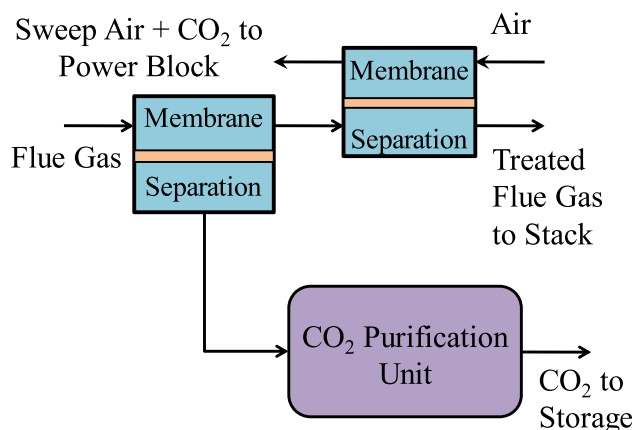 Sweep Air + CO₂ to
Power Block
Air
Membrane
Separation
Membrane
Separation
Flue Gas
Treated
Flue Gas
to Stack
CO₂ Purification
Unit
CO₂ to
Storage